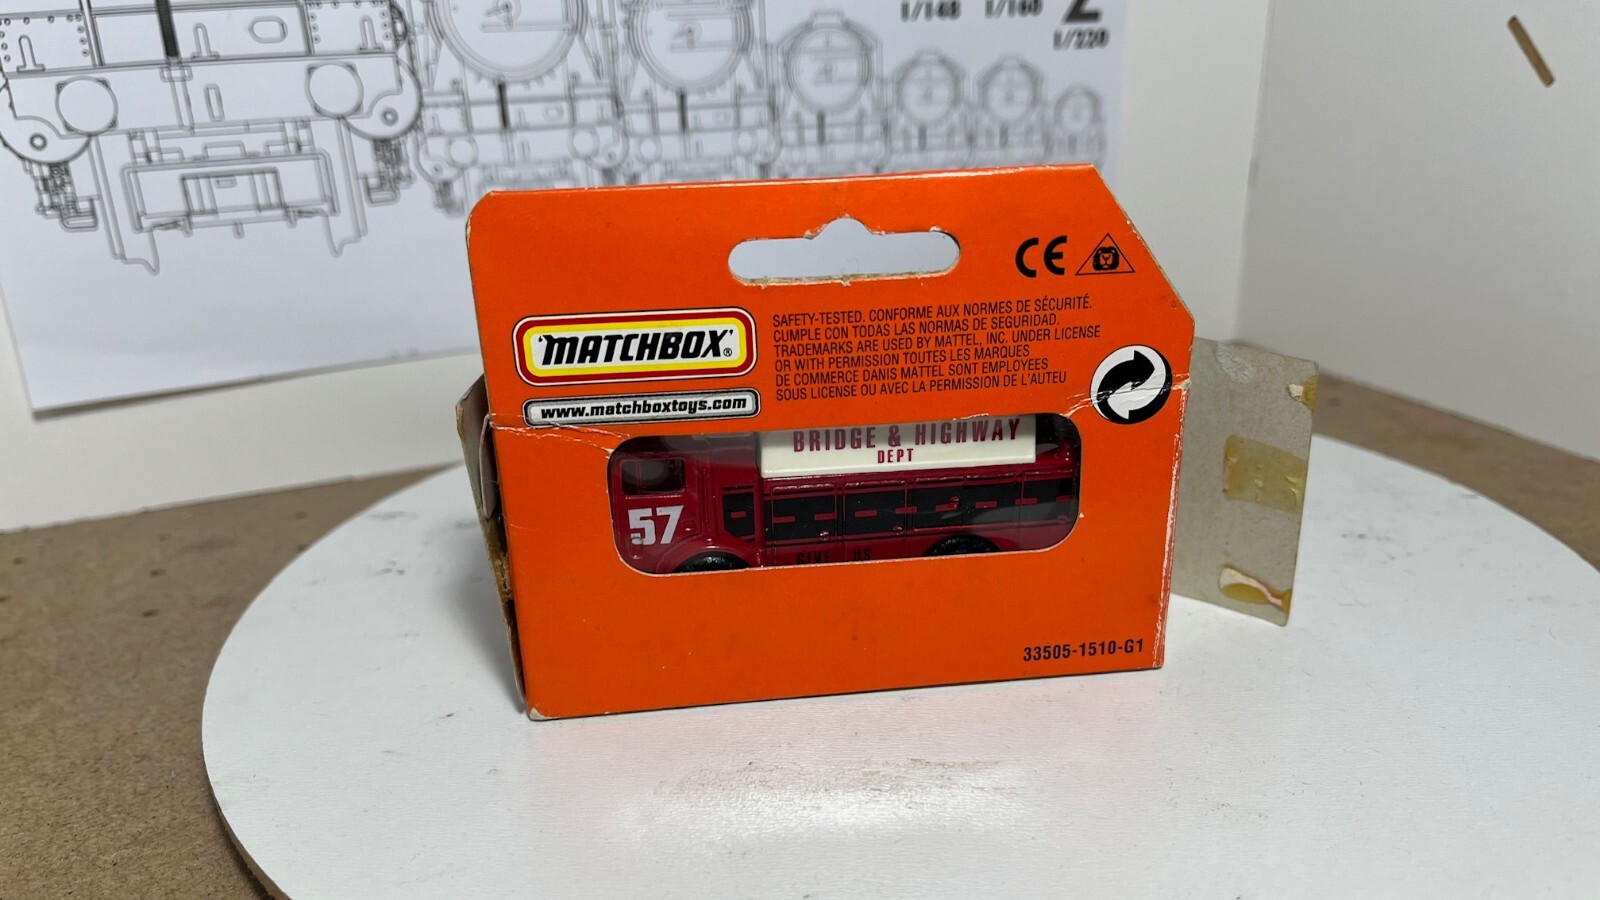 1/148 1/160 Z
1/220
CE
SAFETY-TESTED. CONFORME AUX NORMES DE SÉCURITÉ.
CUMPLE CON TODAS LAS NORMAS DE SEGURIDAD.
TRADEMARKS ARE USED BY MATTEL, INC. UNDER LICENSE
OR WITH PERMISSION TOUTES LES MARQUES
DE COMMERCE DANIS MATTEL SONT EMPLOYEES
SOUS LICENSE OU AVEC LA PERMISSION DE L'AUTEU
'MATCHBOX'®
www.matchboxtoys.com
BRIDGE & HIGHWAY
DEPT
57
GIVE US
33505-1510-G1